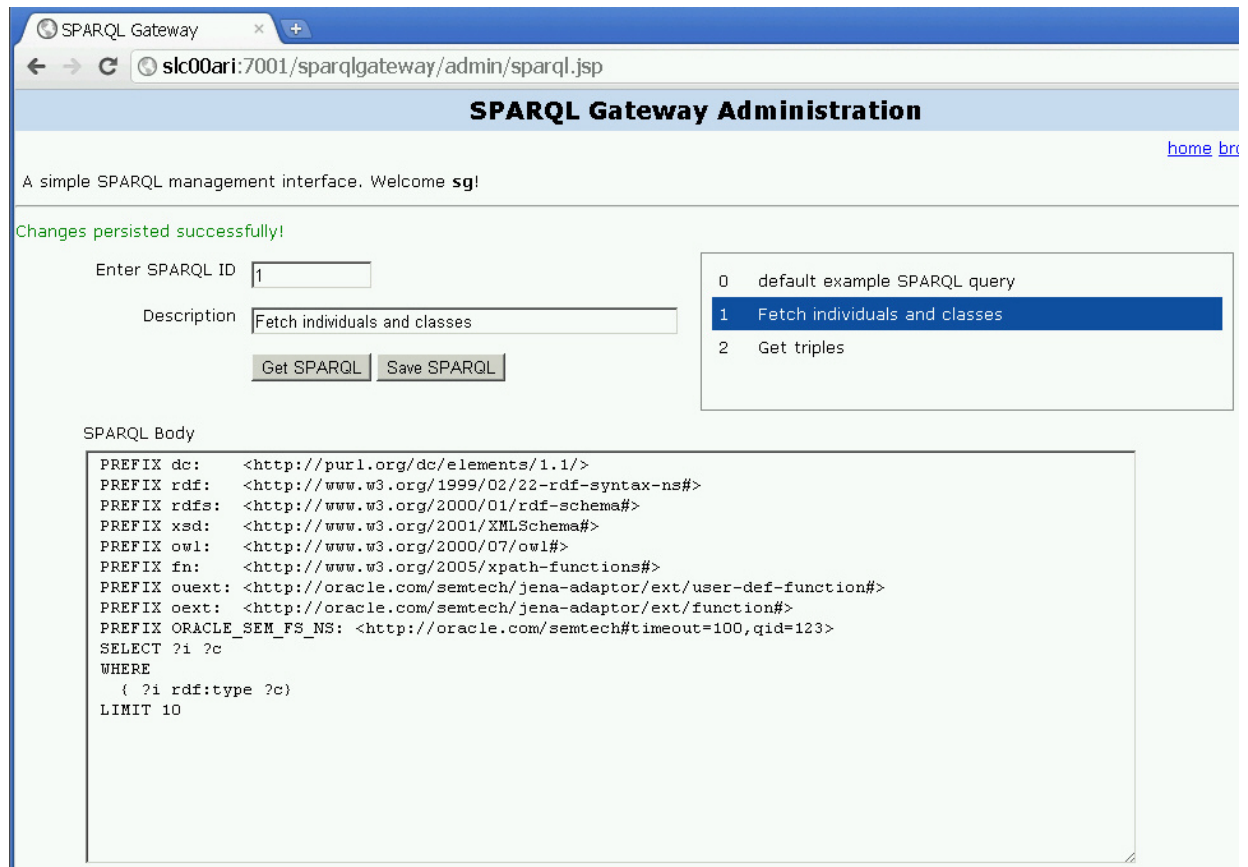 SPARQL Gateway
slc00ari:7001/sparqlgateway/admin/sparql.jsp
SPARQL Gateway Administration
home bro
A simple SPARQL management interface. Welcome sg!
Changes persisted successfully!
Enter SPARQL ID 1
Description Fetch individuals and classes
Get SPARQL Save SPARQL
0 default example SPARQL query
1 Fetch individuals and classes
2 Get triples
SPARQL Body
PREFIX dc: <http://purl.org/dc/elements/1.1/>
PREFIX rdf: <http://www.w3.org/1999/02/22-rdf-syntax-ns#>
PREFIX rdfs: <http://www.w3.org/2000/01/rdf-schema#>
PREFIX xsd: <http://www.w3.org/2001/XMLSchema#>
PREFIX owl: <http://www.w3.org/2000/07/owl#>
PREFIX fn: <http://www.w3.org/2005/xpath-functions#>
PREFIX ouext: <http://oracle.com/semtech/jena-adaptor/ext/user-def-function#>
PREFIX oext: <http://oracle.com/semtech/jena-adaptor/ext/function#>
PREFIX ORACLE_SEM_FS_NS: <http://oracle.com/semtech#timeout=100,qid=123>
SELECT ?i ?c
WHERE
{ ?i rdf:type ?c}
LIMIT 10